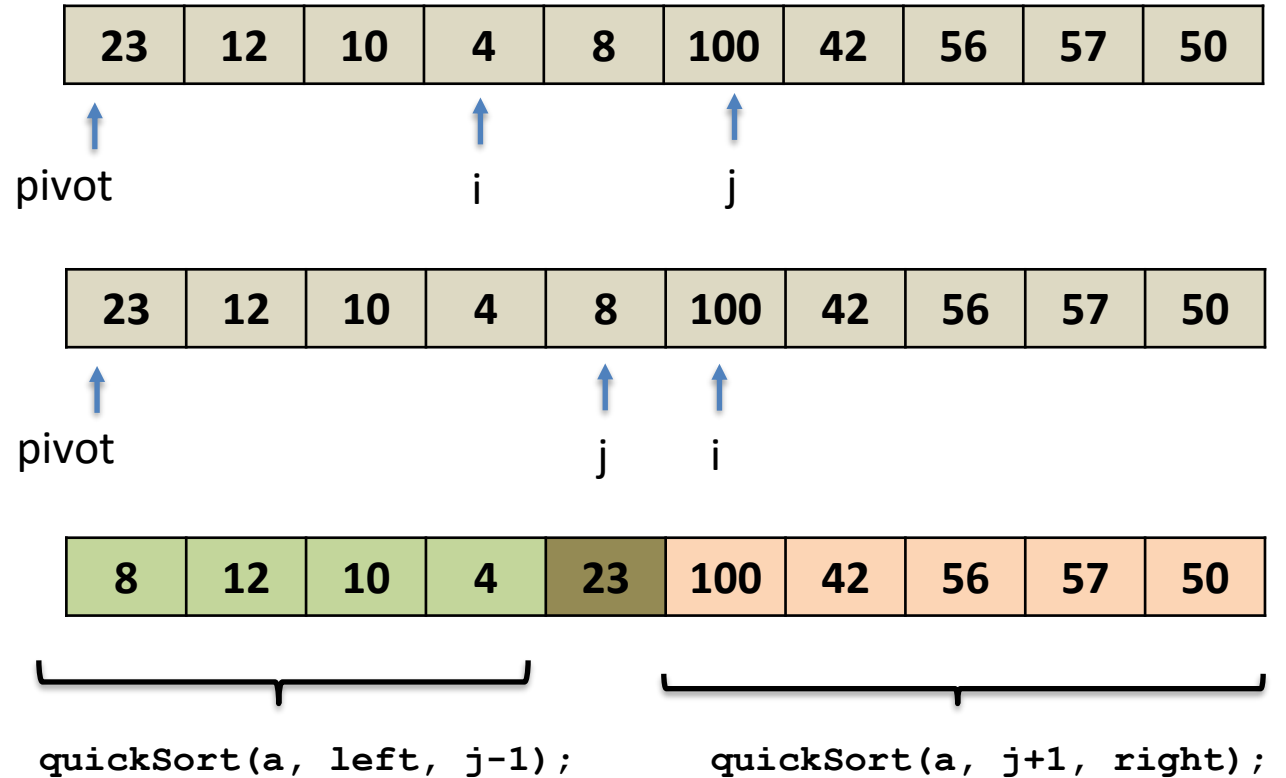 23 12 10 4 8 100 42 56 57 50
pivot i j
23 12 10 4 8 100 42 56 57 50
pivot j i
8 12 10 4 23 100 42 56 57 50
quickSort(a, left, j-1); quickSort(a, j+1, right);